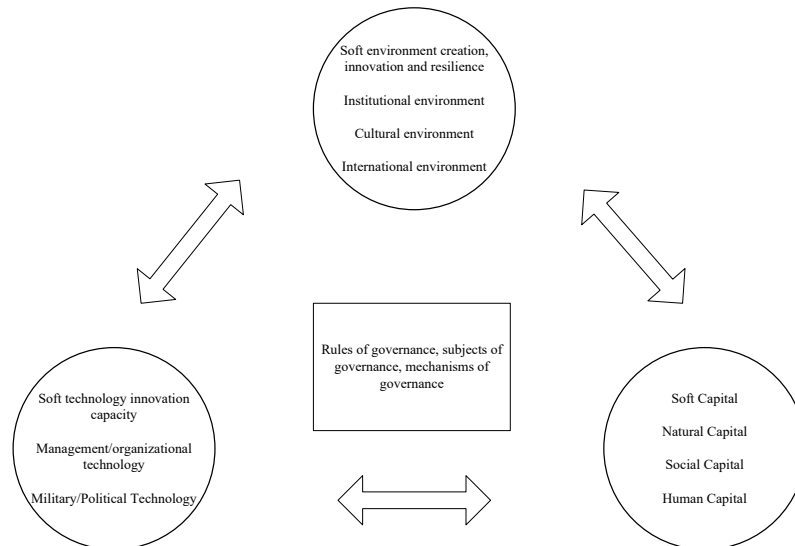 Soft environment creation,
innovation and resilience
Institutional environment
Cultural environment
International environment
Rules of governance, subjects of
governance, mechanisms of
governance
Soft technology innovation
capacity
Management/organizational
technology
Military/Political Technology
Soft Capital
Natural Capital
Social Capital
Human Capital